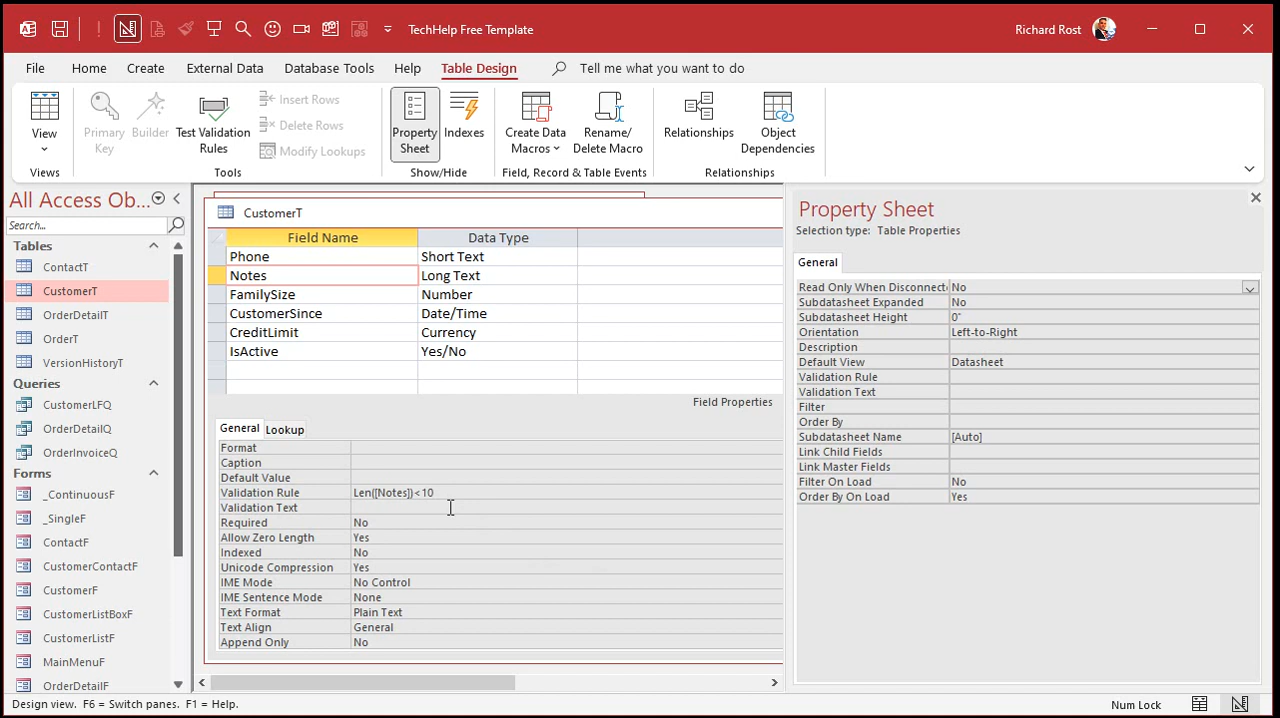 TechHelp Free Template
Richard Rost
File Home Create External Data Database Tools Help Table Design Tell me what you want to do
View
Primary Key
Builder
Test Validation Rules
Insert Rows
Delete Rows
Modify Lookups
Property Sheet
Indexes
Create Data Macros
Rename/ Delete Macro
Relationships
Object Dependencies
Views
Tools
Show/Hide
Field, Record & Table Events
Relationships
All Access Ob...
Search...
Tables
ContactT
CustomerT
OrderDetailT
OrderT
VersionHistoryT
Queries
CustomerLFQ
OrderDetailQ
OrderInvoiceQ
Forms
_ContinuousF
_SingleF
ContactF
CustomerContactF
CustomerF
CustomerListBoxF
CustomerListF
MainMenuF
OrderDetailF
CustomerT
Field Name Data Type
Phone Short Text
Notes Long Text
FamilySize Number
CustomerSince Date/Time
CreditLimit Currency
IsActive Yes/No
Field Properties
General Lookup
Format
Caption
Default Value
Validation Rule Len([Notes])<10
Validation Text
Required No
Allow Zero Length Yes
Indexed No
Unicode Compression Yes
IME Mode No Control
IME Sentence Mode None
Text Format Plain Text
Text Align General
Append Only No
Property Sheet
Selection type: Table Properties
General
Read Only When Disconnect No
Subdatasheet Expanded No
Subdatasheet Height 0"
Orientation Left-to-Right
Description
Default View Datasheet
Validation Rule
Validation Text
Filter
Order By
Subdatasheet Name [Auto]
Link Child Fields
Link Master Fields
Filter On Load No
Order By On Load Yes
Design view. F6 = Switch panes. F1 = Help.
Num Lock